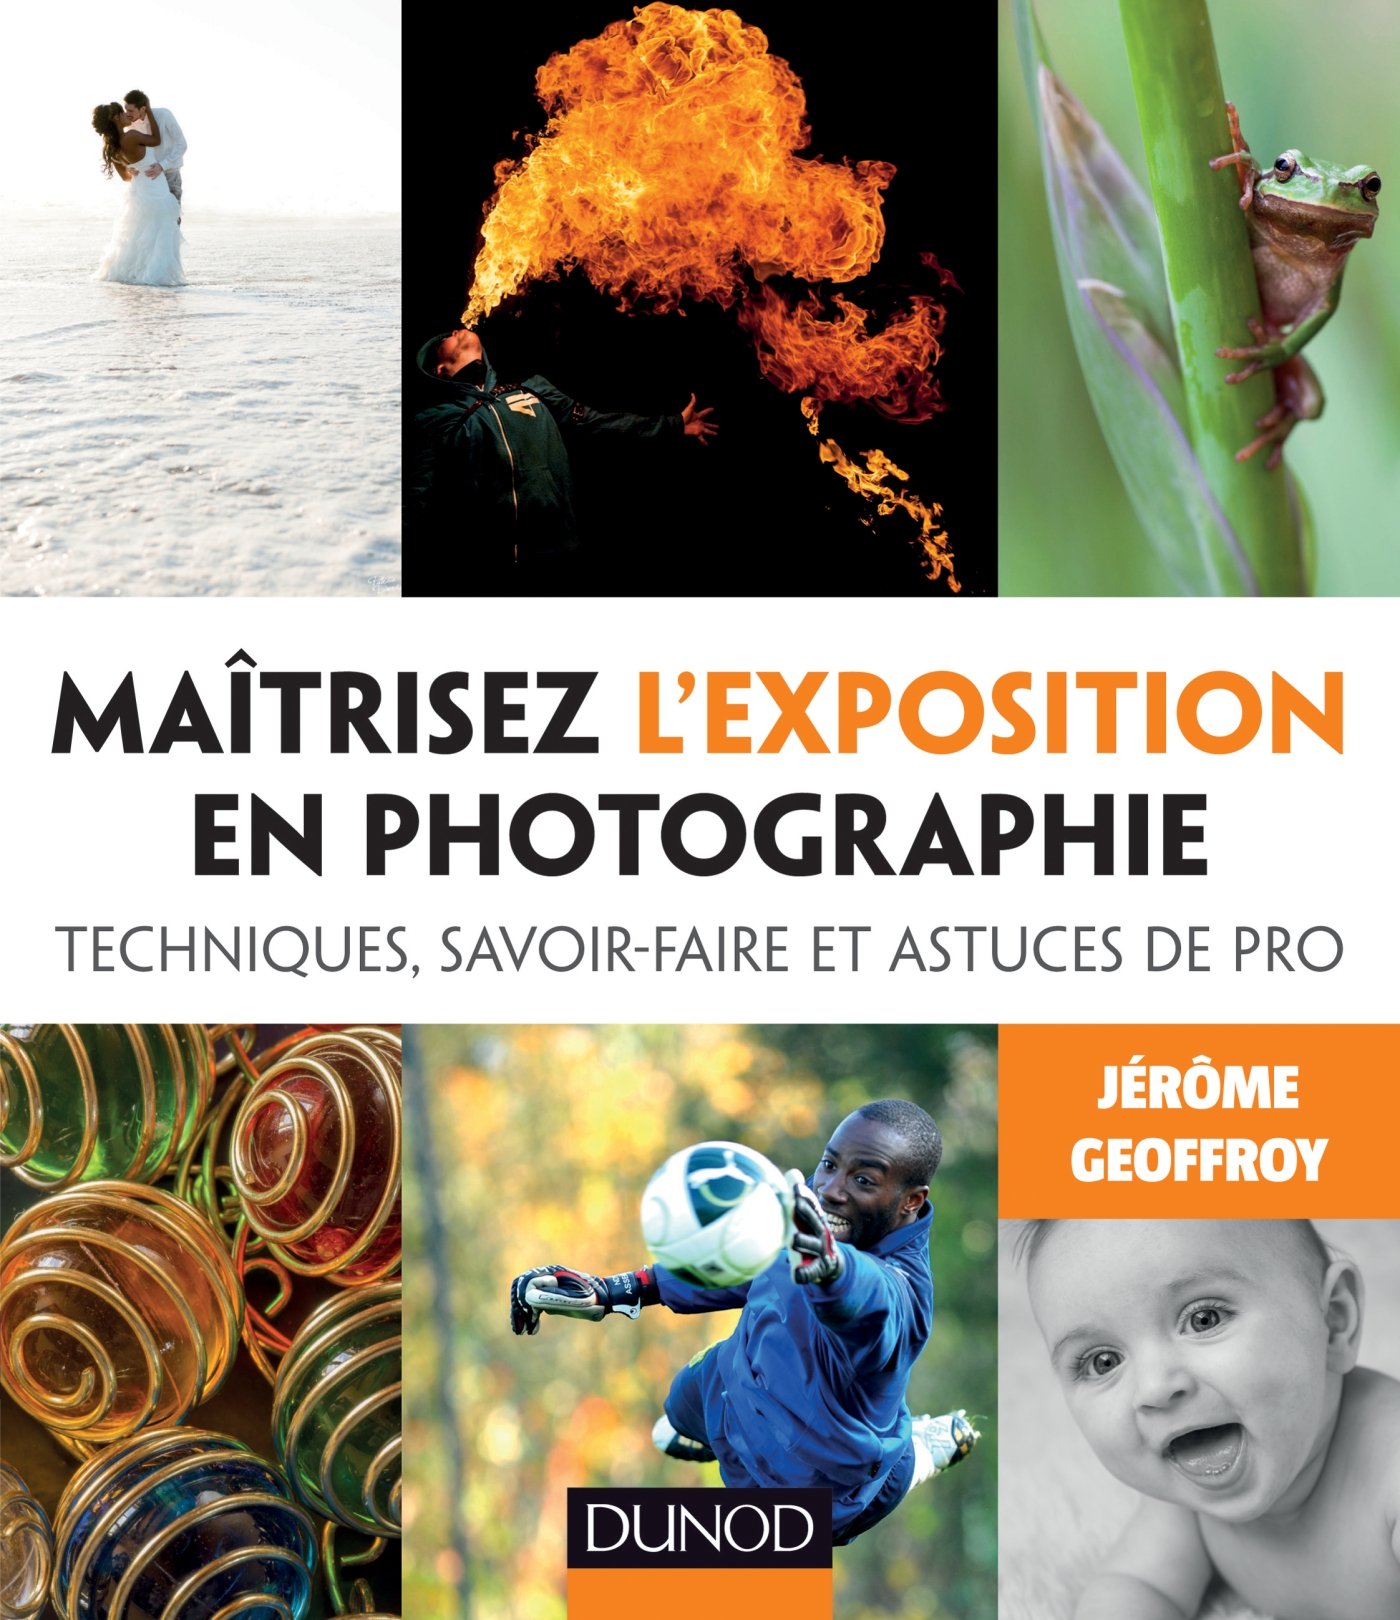 MAÎTRISEZ L'EXPOSITION
EN PHOTOGRAPHIE
TECHNIQUES, SAVOIR-FAIRE ET ASTUCES DE PRO
JÉRÔME
GEOFFROY
DUNOD